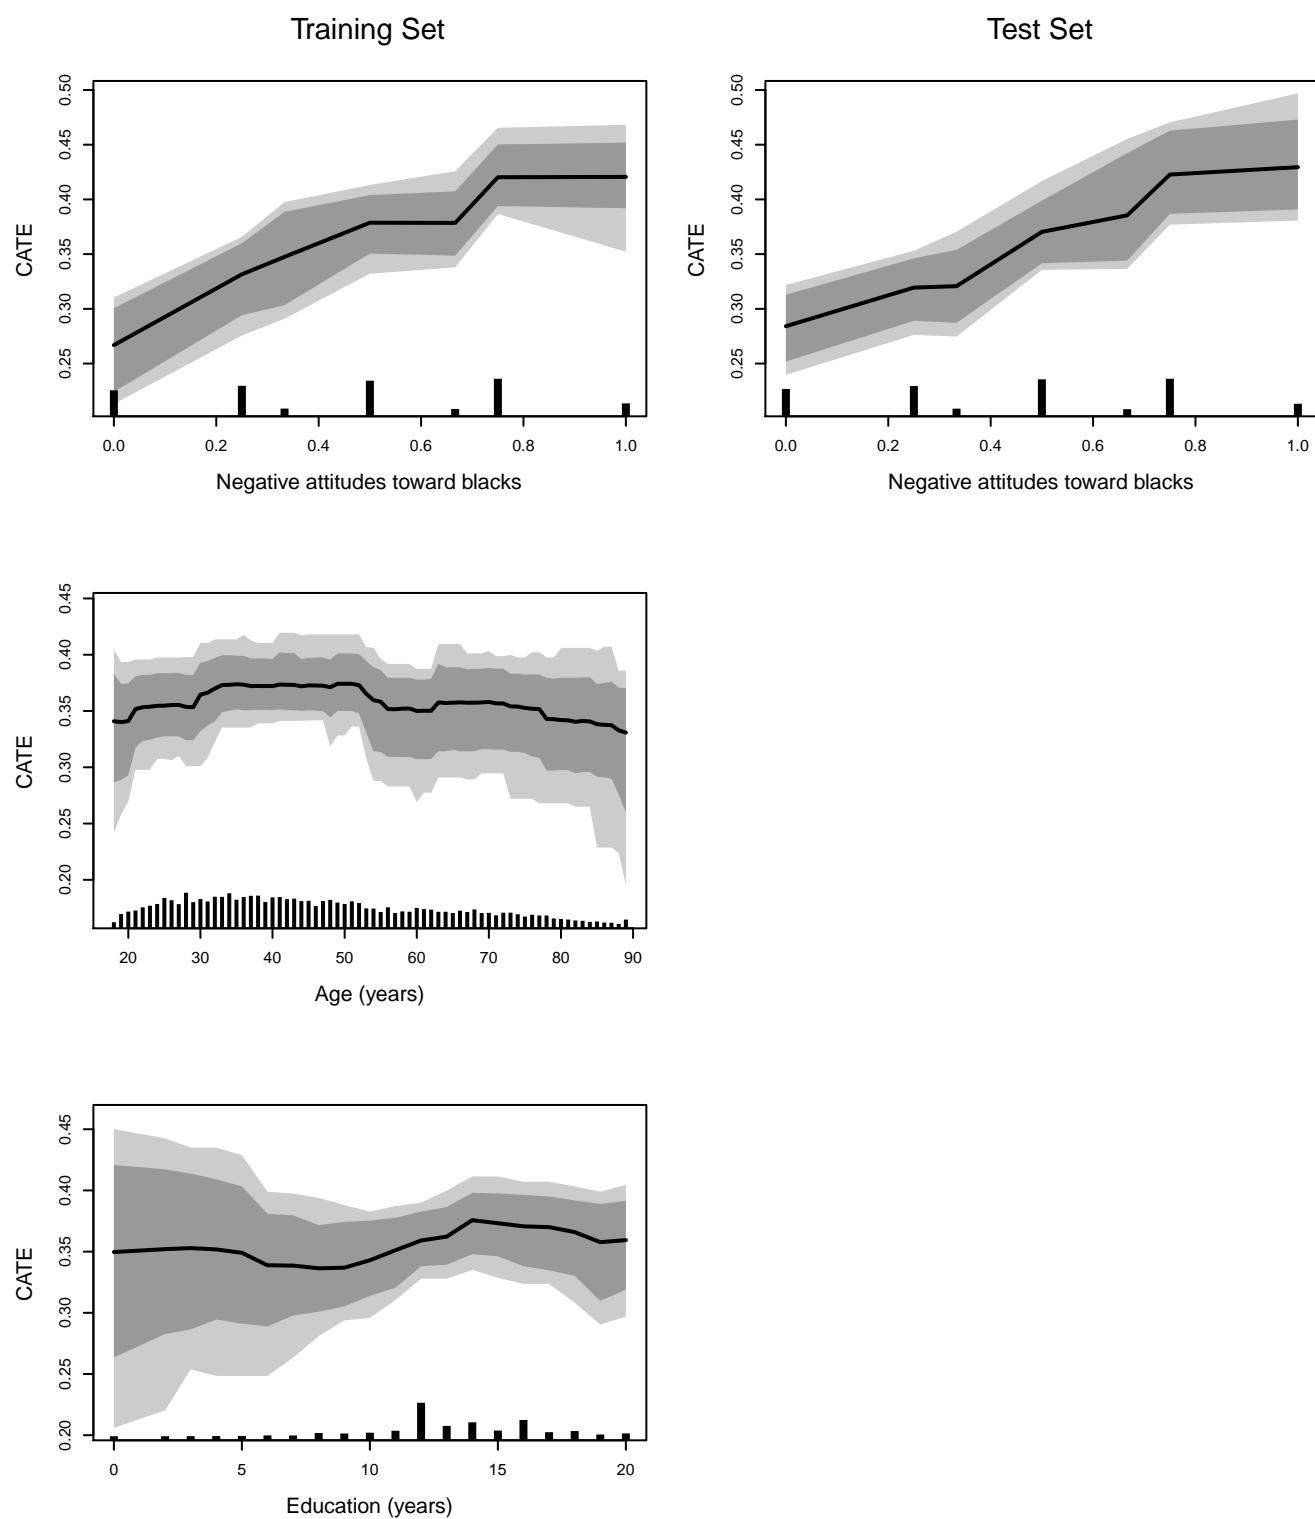 Training Set
Test Set
0.50
0.45
0.40
0.35
0.30
0.25
CATE
0.0 0.2 0.4 0.6 0.8 1.0
Negative attitudes toward blacks
0.50
0.45
0.40
0.35
0.30
0.25
CATE
0.0 0.2 0.4 0.6 0.8 1.0
Negative attitudes toward blacks
0.45
0.40
0.35
0.30
0.25
0.20
CATE
20 30 40 50 60 70 80 90
Age (years)
0.45
0.40
0.35
0.30
0.25
0.20
CATE
0 5 10 15 20
Education (years)